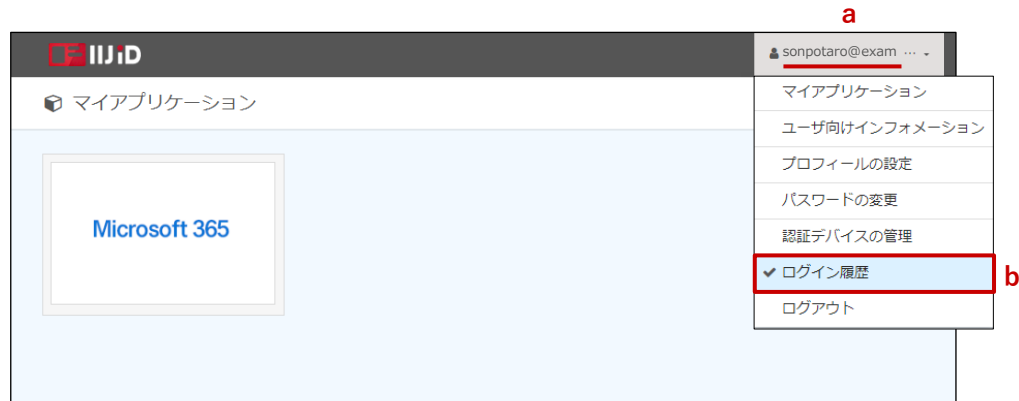 a
IIJiD
sonpotaro@exam ...
マイアプリケーション
マイアプリケーション
ユーザ向けインフォメーション
プロフィールの設定
パスワードの変更
Microsoft 365
認証デバイスの管理
ログイン履歴
b
ログアウト